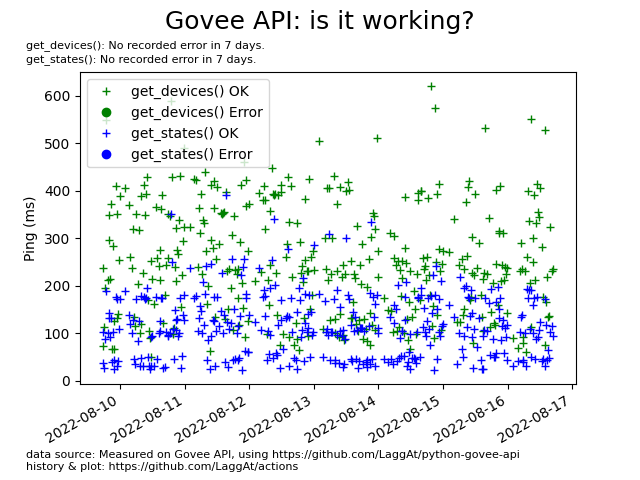 Govee API: is it working?
get_devices(): No recorded error in 7 days.
get_states(): No recorded error in 7 days.
get_devices() OK
get_devices() Error
get_states() OK
get_states() Error
Ping (ms)
600
500
400
300
200
100
0
2022-08-10
2022-08-11
2022-08-12
2022-08-13
2022-08-14
2022-08-15
2022-08-16
2022-08-17
data source: Measured on Govee API, using https://github.com/LaggAt/python-govee-api
history & plot: https://github.com/LaggAt/actions